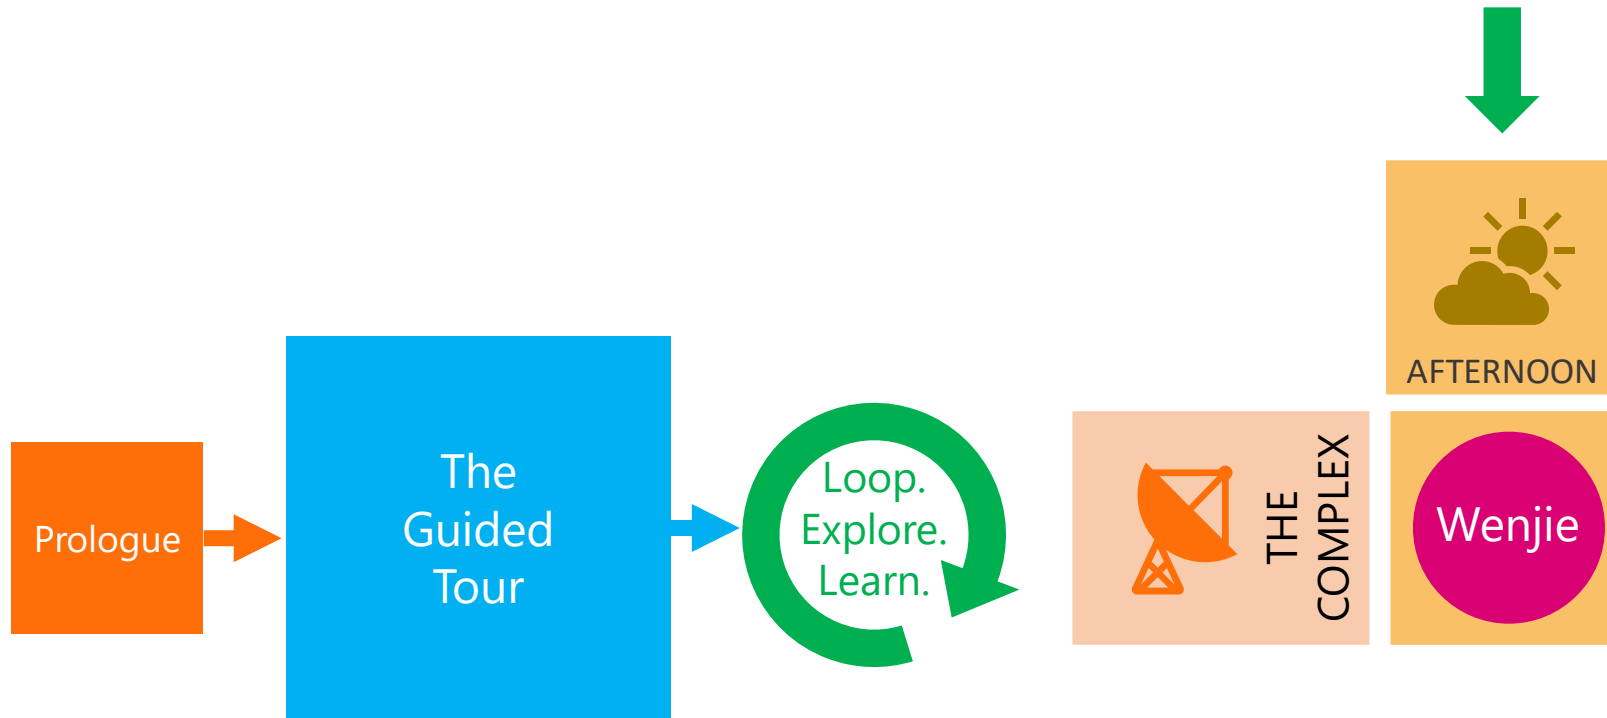 Prologue
The
Guided
Tour
Loop.
Explore.
Learn.
THE
COMPLEX
AFTERNOON
Wenjie